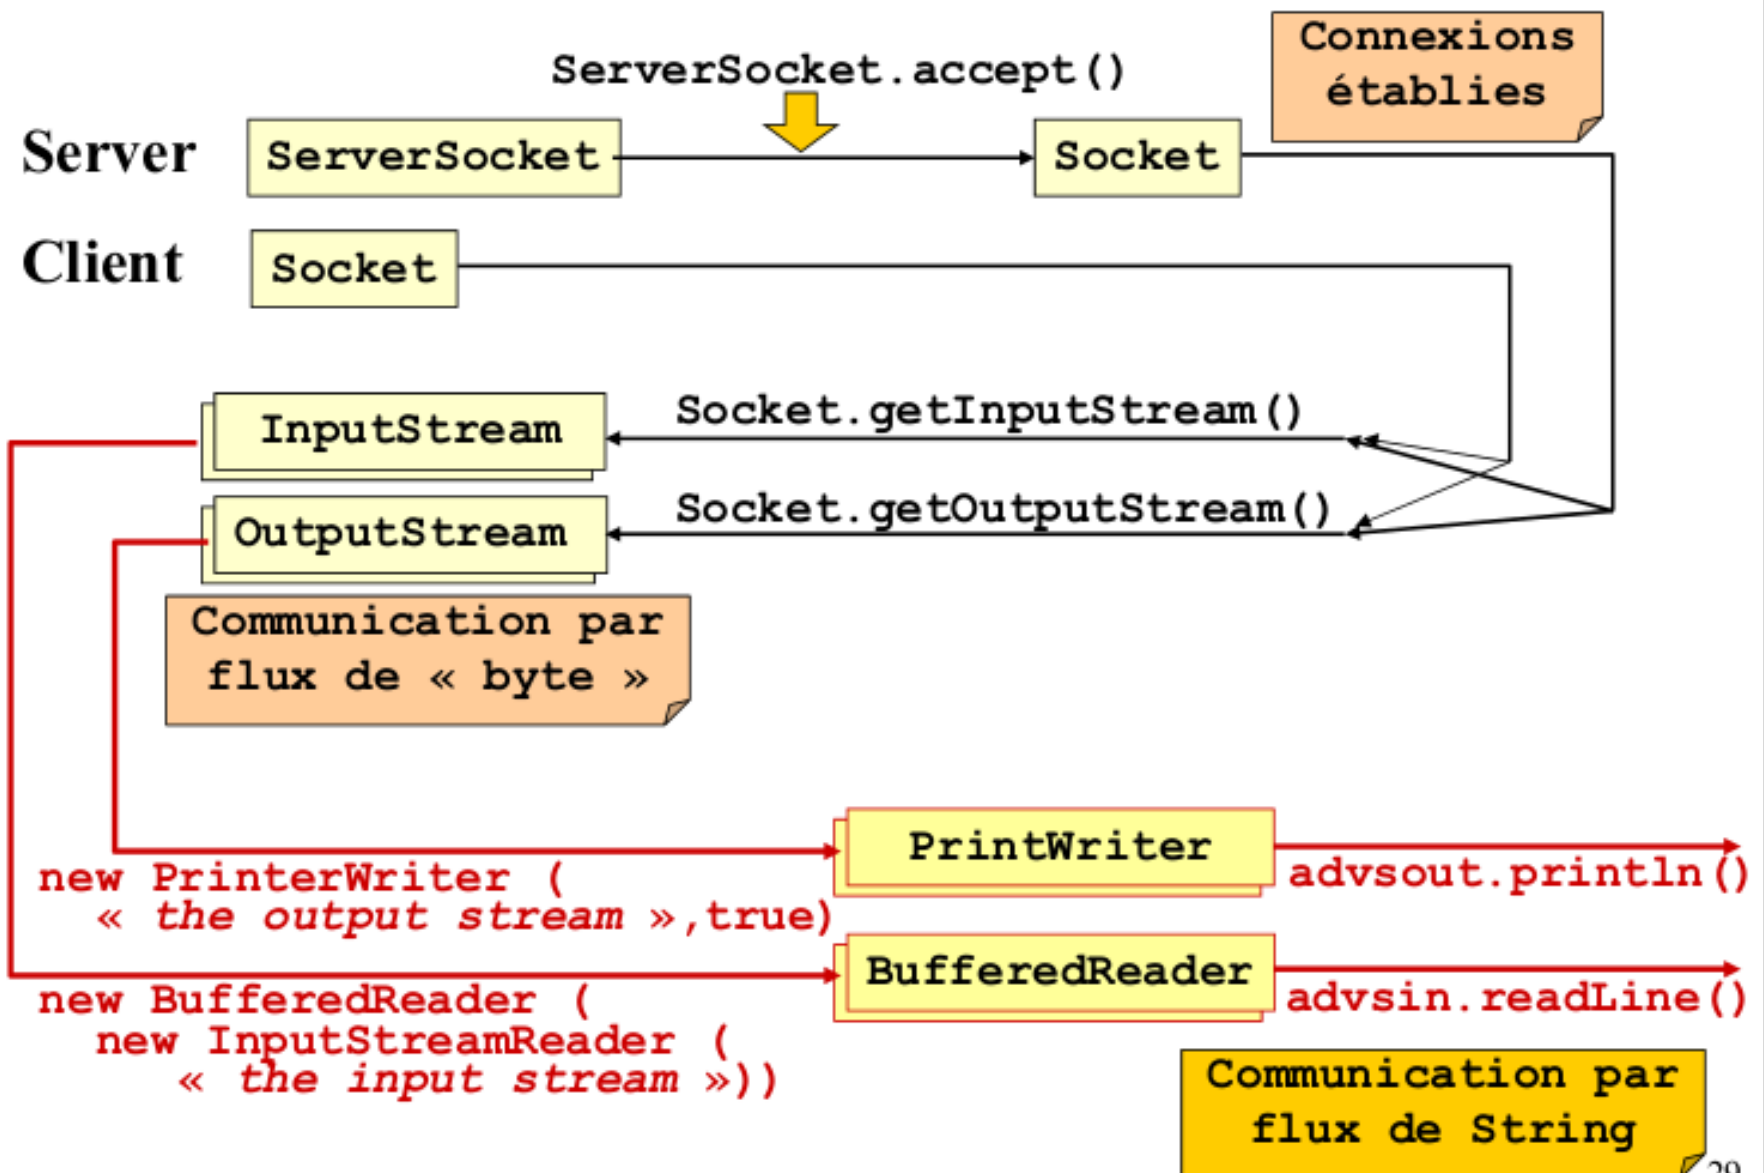 ServerSocket.accept()
Connexions
établies
Server
ServerSocket
Socket
Client
Socket
InputStream
Socket.getInputStream()
OutputStream
Socket.getOutputStream()
Communication par
flux de « byte »
PrintWriter
advsout.println()
new PrinterWriter (
« the output stream »,true)
BufferedReader
advsin.readLine()
new BufferedReader (
new InputStreamReader (
« the input stream »))
Communication par
flux de String